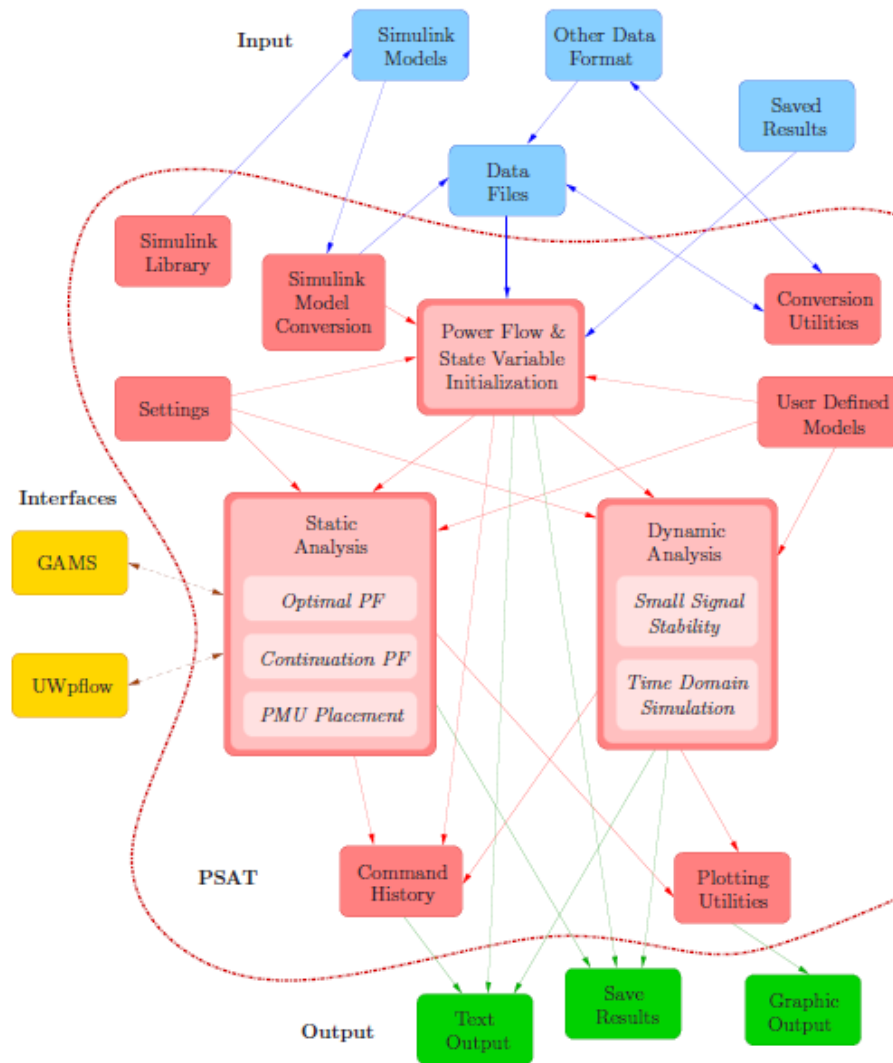 Input
Simulink
Models
Other Data
Format
Saved
Results
Data
Files
Simulink
Library
Simulink
Model
Conversion
Power Flow &
State Variable
Initialization
Conversion
Utilities
Settings
User Defined
Models
Interfaces
GAMS
UWpflow
Static
Analysis
Optimal PF
Continuation PF
PMU Placement
Dynamic
Analysis
Small Signal
Stability
Time Domain
Simulation
PSAT
Command
History
Plotting
Utilities
Output
Text
Output
Save
Results
Graphic
Output